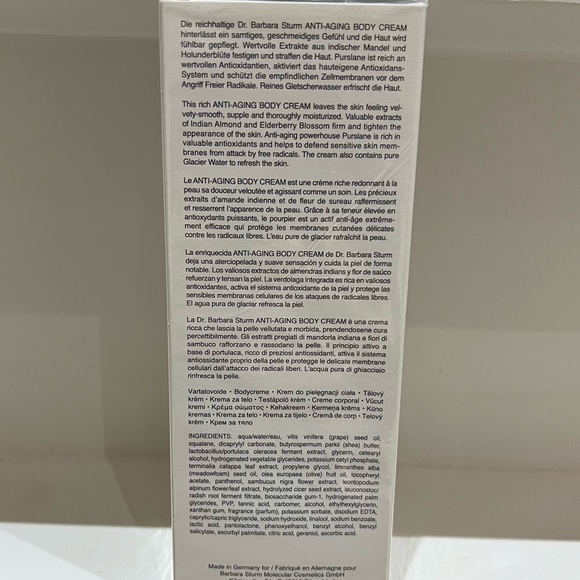 Die reichhaltige Dr. Barbara Sturm ANTI-AGING BODY CREAM
hinterlässt ein samtiges, geschmeidiges Gefühl und die Haut wird
fühlbar gepflegt. Wertvolle Extrakte aus indischer Mandel und
Holunderblüte festigen und straffen die Haut. Purslane ist reich an
wertvollen Antioxidantien, aktiviert das hauteigene Antioxidans-
System und schützt die empfindlichen Zellmembranen vor dem
Angriff Freier Radikale. Reines Gletscherwasser erfrischt die Haut.
This rich ANTI-AGING BODY CREAM leaves the skin feeling vel-
vety-smooth, supple and thoroughly moisturized. Valuable extracts
of Indian Almond and Elderberry Blossom firm and tighten the
appearance of the skin. Anti-aging powerhouse Purslane is rich in
valuable antioxidants and helps to defend sensitive skin mem-
branes from attack by free radicals. The cream also contains pure
Glacier Water to refresh the skin.
Le ANTI-AGING BODY CREAM est une crème riche redonnant à la
peau sa douceur veloutée et agissant comme un soin. Les précieux
extraits d'amande indienne et de fleur de sureau raffermissent
et resserrent l'apparence de la peau. Grâce à sa teneur élevée en
antioxydants puissants, le pourpier est un actif anti-âge extrême-
ment efficace qui protège les membranes cutanées délicates
contre les radicaux libres. L'eau pure de glacier rafraîchit la peau.
La enriquecida ANTI-AGING BODY CREAM de Dr. Barbara Sturm
deja una aterciopelada y suave sensación y cuida la piel de forma
notable. Los valiosos extractos de almendras indias y flor de saúco
refuerzan y tensan la piel. La verdolaga integrada es rica en valiosos
antioxidantes, activa el sistema antioxidante de la piel y protege las
sensibles membranas celulares de los ataques de radicales libres.
El agua pura de glaciar refresca la piel.
La Dr. Barbara Sturm ANTI-AGING BODY CREAM è una crema
ricca che lascia la pelle vellutata e morbida, prendendosene cura
percettibilmente. Gli estratti pregiati di mandorla indiana e fiori di
sambuco rafforzano e rassodano la pelle. Il principio attivo a
base di portulaca, ricco di preziosi antiossidanti, attiva il sistema
antiossidante proprio della pelle e protegge le delicate membrane
cellulari dall'attacco dei radicali liberi. L'acqua pura di ghiacciaio
rinfresca la pelle.
Vartalovoide • Bodycreme • Krem do pielęgnacji ciała • Tělový
krém • Krema za telo • Testápoló krém • Creme corporal • Vücut
kremi • Κρέμα σώματος • Kehakreem • Ķermeņa krēms • Kūno
kremas • Krema za telo • Krema za tijelo • Cremă de corp • Telový
krém • Крем за тяло
INGREDIENTS: aqua/water/eau, vitis vinifera (grape) seed oil,
squalane, dicaprylyl carbonate, butyrospermum parkii (shea) butter,
lactobacillus/portulaca oleracea ferment extract, glycerin, cetearyl
alcohol, hydrogenated vegetable glycerides, potassium cetyl phosphate,
terminalia catappa leaf extract, propylene glycol, limnanthes alba
(meadowfoam) seed oil, olea europaea (olive) fruit oil, tocopheryl
acetate, panthenol, sambucus nigra flower extract, leontopodium
alpinum flower/leaf extract, hydrolyzed cicer seed extract, leuconostoc/
radish root ferment filtrate, biosaccharide gum-1, hydrogenated palm
glycerides, PVP, tannic acid, carbomer, alcohol, ethylhexylglycerin,
xanthan gum, fragrance (parfum), potassium sorbate, disodium EDTA,
caprylic/capric triglyceride, sodium hydroxide, linalool, sodium benzoate,
lactic acid, pantolactone, phenoxyethanol, benzyl alcohol, benzyl
salicylate, ascorbyl palmitate, citric acid, geraniol, ascorbic acid.
Made in Germany for / Fabriqué en Allemagne pour
Barbara Sturm Molecular Cosmetics GmbH